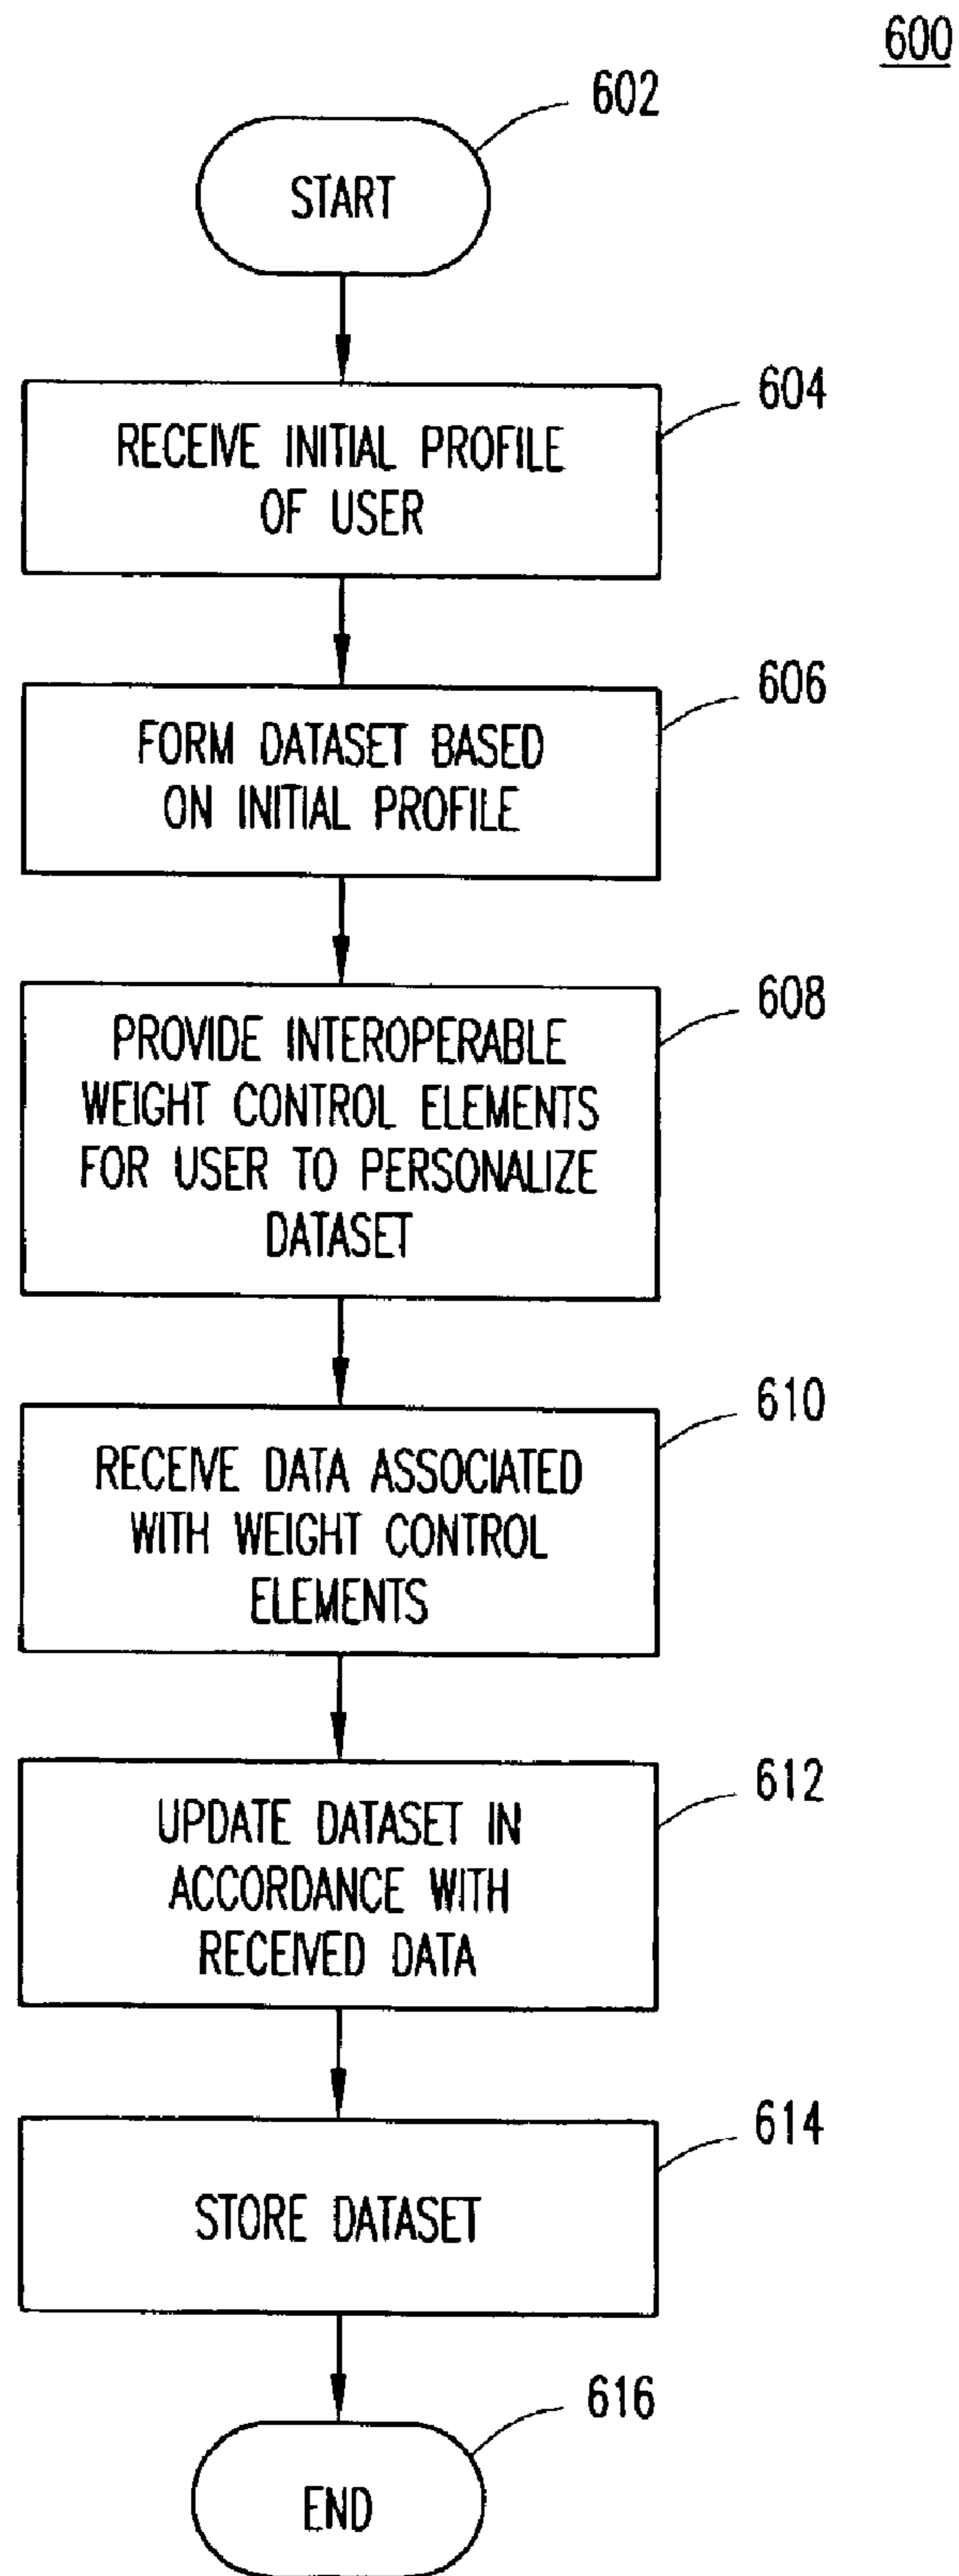 600
602
START
604
RECEIVE INITIAL PROFILE
OF USER
606
FORM DATASET BASED
ON INITIAL PROFILE
608
PROVIDE INTEROPERABLE
WEIGHT CONTROL ELEMENTS
FOR USER TO PERSONALIZE
DATASET
610
RECEIVE DATA ASSOCIATED
WITH WEIGHT CONTROL
ELEMENTS
612
UPDATE DATASET IN
ACCORDANCE WITH
RECEIVED DATA
614
STORE DATASET
616
END